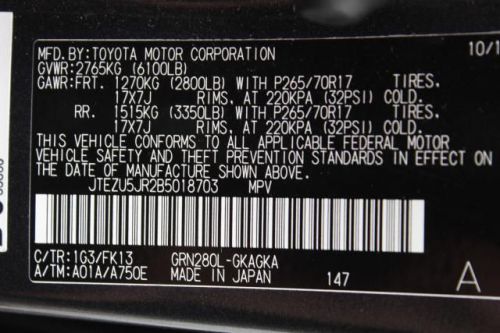 MFD.BY: TOYOTA MOTOR CORPORATION 10/1
GVWR:2765KG (6100LB)
GAWR:FRT. 1270KG (2800LB) WITH P265/70R17 TIRES.
17X7J RIMS, AT 220KPA (32PSI) COLD.
RR. 1515KG (3350LB) WITH P265/70R17 TIRES,
17X7J RIMS, AT 220KPA (32PSI) COLD.
THIS VEHICLE CONFORMS TO ALL APPLICABLE FEDERAL MOTOR
VEHICLE SAFETY AND THEFT PREVENTION STANDARDS IN EFFECT ON
THE DATE OF MANUFACTURE SHOWN ABOVE.
JTEZU5JR2B5018703 MPV
C/TR:1G3/FK13 GRN280L-GKAGKA
A/TM:A01A/A750E MADE IN JAPAN 147 A